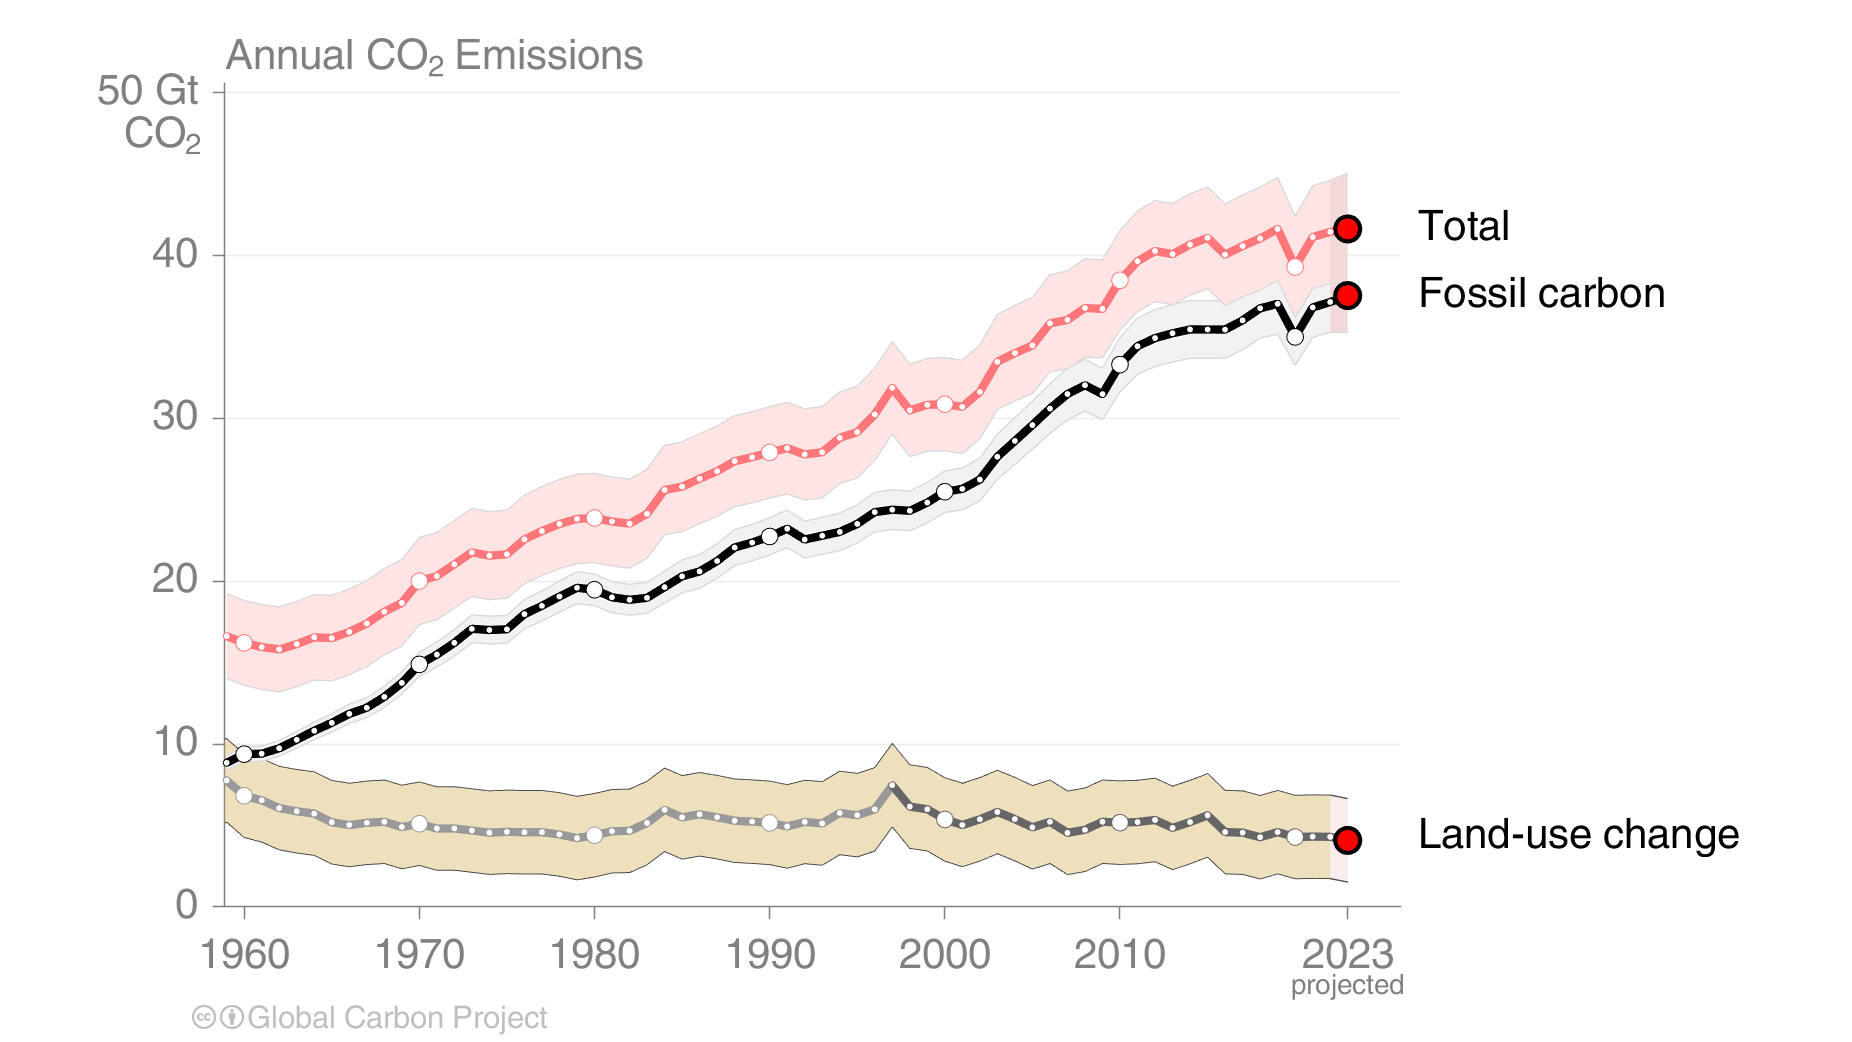 Annual CO₂ Emissions
50 Gt
CO₂
40
30
20
10
0
Total
Fossil carbon
Land-use change
1960 1970 1980 1990 2000 2010 2023
projected
cc Global Carbon Project